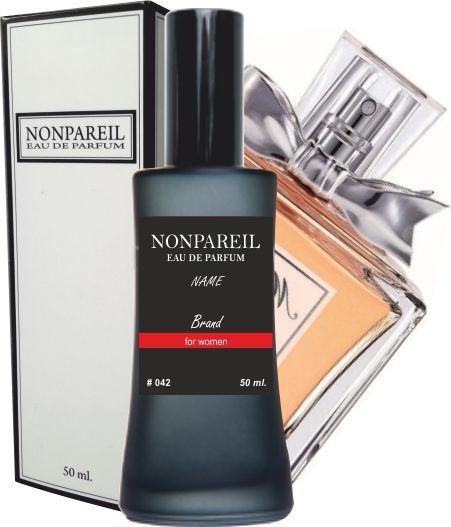 NONPAREIL
EAU DE PARFUM
50 ml.
NONPAREIL
EAU DE PARFUM
NAME
Brand
for women
# 042
50 ml.